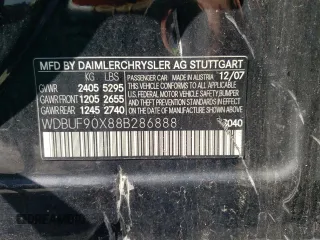 MFD BY DAIMLERCHRYSLER AG STUTTGART
KG LBS PASSENGER CAR MADE IN AUSTRIA 12/07
GVWR 2405 5295
GAWR FRONT 1205 2655
GAWR REAR 1245 2740
THIS VEHICLE CONFORMS TO ALL APPLICABLE U.S. FEDERAL MOTOR VEHICLE SAFETY, BUMPER, AND THEFT PREVENTION STANDARDS IN EFFECT ON THE DATE OF MANUFACTURE SHOWN ABOVE.
WDBUF90X88B286888